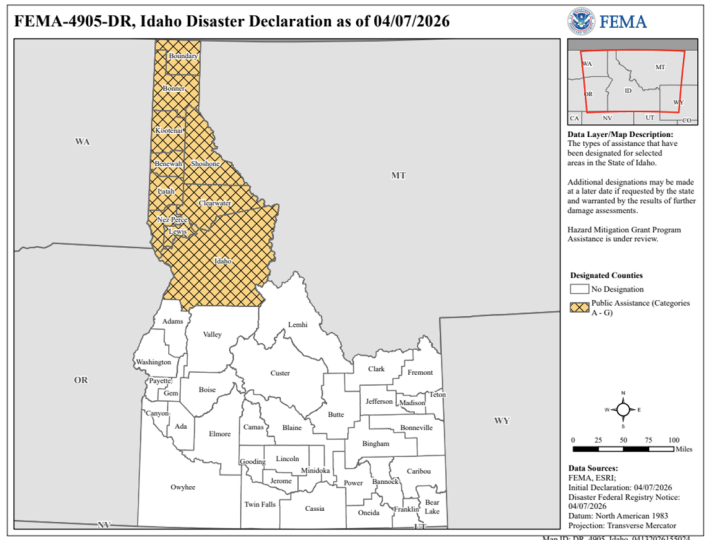 FEMA-4905-DR, Idaho Disaster Declaration as of 04/07/2026
FEMA
WA
MT
OR
ID
WY
CA
NV
UT
CO
Data Layer/Map Description:
The types of assistance that have
been designated for selected
areas in the State of Idaho.
Additional designations may be made
at a later date if requested by the state
and warranted by the results of further
damage assessments.
Hazard Mitigation Grant Program
Assistance is under review.
Designated Counties
No Designation
Public Assistance (Categories
A - G)
N
W
E
S
0 25 50 75 100
Miles
Data Sources:
FEMA, ESRI;
Initial Declaration: 04/07/2026
Disaster Federal Registry Notice:
04/07/2026
Datum: North American 1983
Projection: Transverse Mercator
Map ID: DR_4905_Idaho_04132026155024
WA
MT
OR
WY
NV
UT
Boundary
Bonner
Kootenai
Benewah
Shoshone
Latah
Clearwater
Nez Perce
Lewis
Idaho
Adams
Valley
Lemhi
Washington
Custer
Clark
Fremont
Payette
Gem
Boise
Jefferson
Madison
Teton
Canyon
Ada
Elmore
Camas
Blaine
Butte
Bonneville
Bingham
Gooding
Lincoln
Minidoka
Jerome
Power
Bannock
Caribou
Owyhee
Twin Falls
Cassia
Oneida
Franklin
Bear
Lake